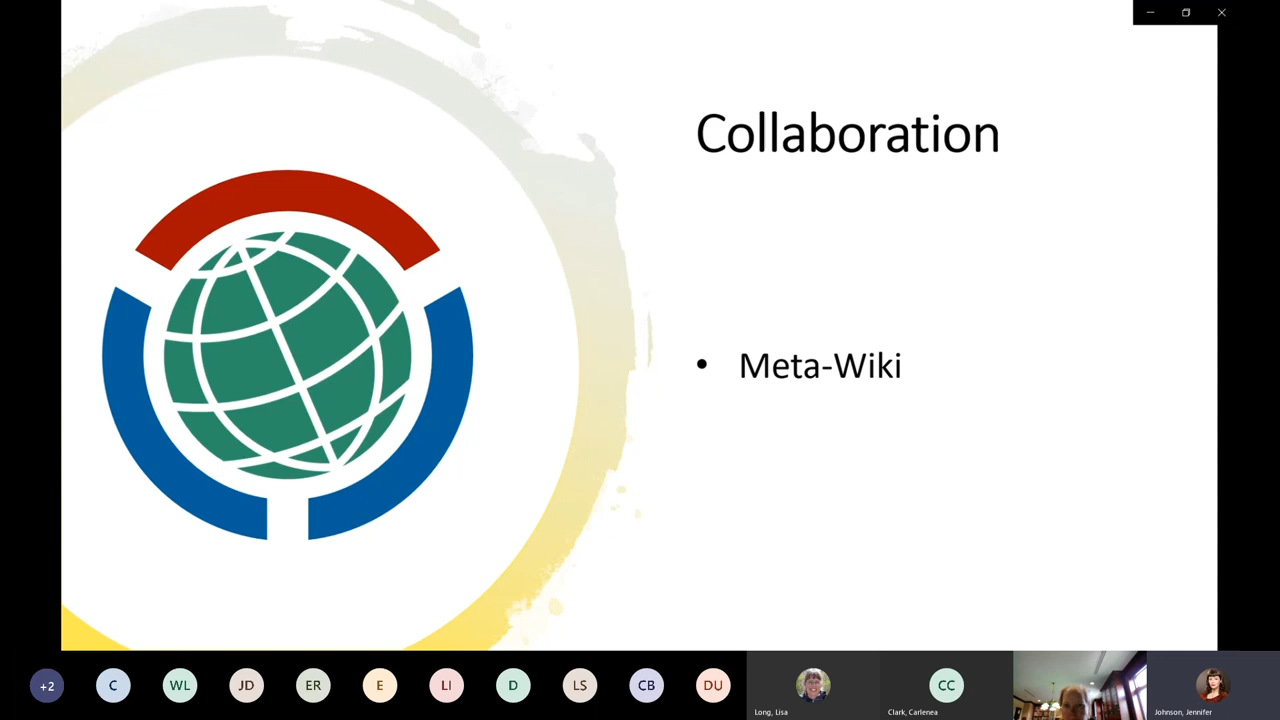 Collaboration
• Meta-Wiki
+2
C
WL
JD
ER
E
LI
D
LS
CB
DU
CC
Long, Lisa
Clark, Carlenea
Johnson, Jennifer